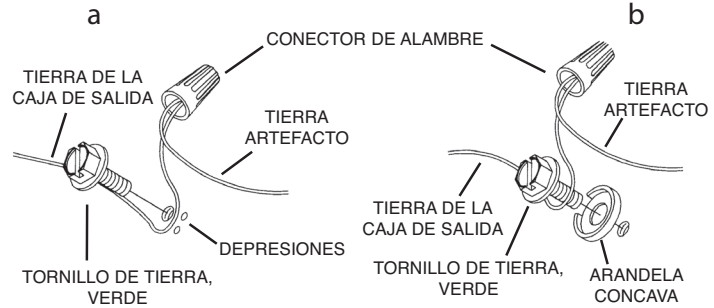 a
b
CONECTOR DE ALAMBRE
TIERRA DE LA
CAJA DE SALIDA
TIERRA
ARTEFACTO
TIERRA
ARTEFACTO
DEPRESIONES
TORNILLO DE TIERRA,
VERDE
TIERRA DE LA
CAJA DE SALIDA
TORNILLO DE TIERRA,
VERDE
ARANDELA
CONCAVA